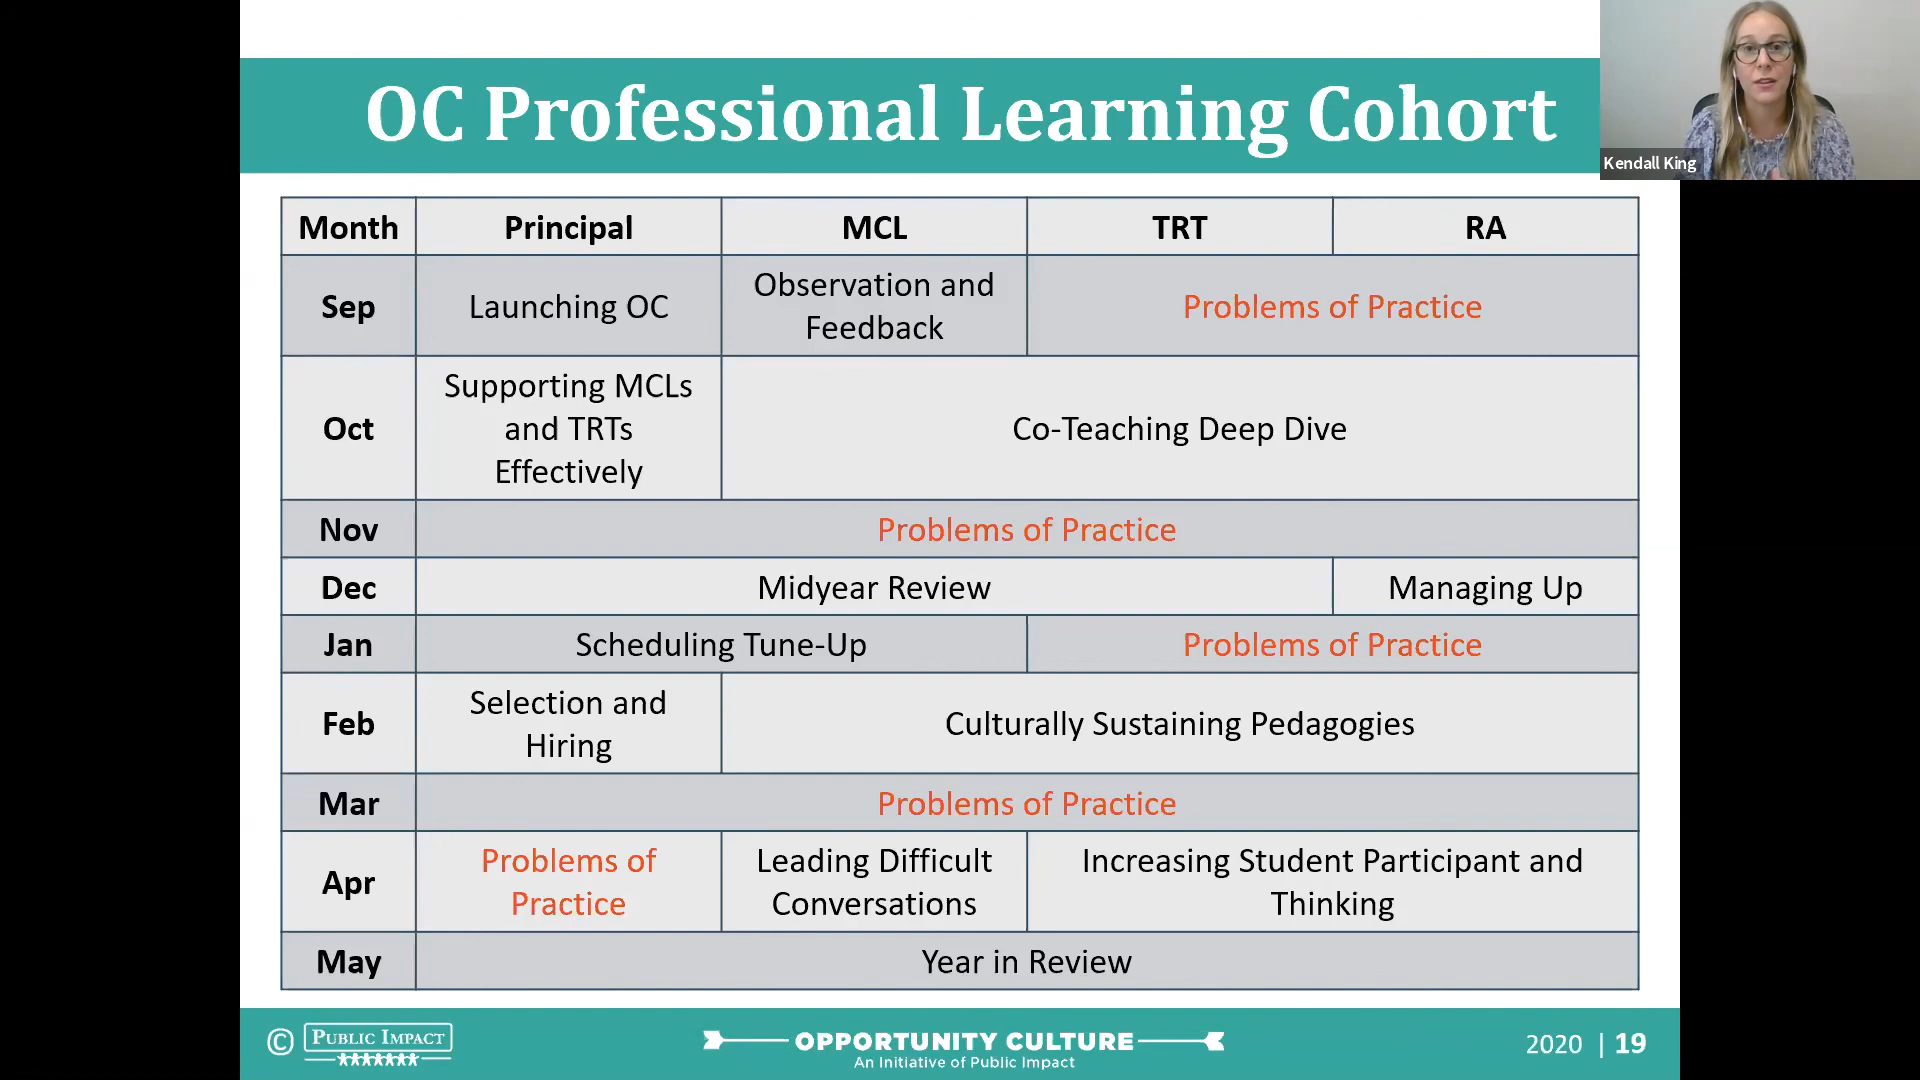 OC Professional Learning Cohort
Kendall King
Month Principal MCL TRT RA
Sep Launching OC Observation and Feedback Problems of Practice
Oct Supporting MCLs and TRTs Effectively Co-Teaching Deep Dive
Nov Problems of Practice
Dec Midyear Review Managing Up
Jan Scheduling Tune-Up Problems of Practice
Feb Selection and Hiring Culturally Sustaining Pedagogies
Mar Problems of Practice
Apr Problems of Practice Leading Difficult Conversations Increasing Student Participant and Thinking
May Year in Review
© PUBLIC IMPACT
OPPORTUNITY CULTURE
An Initiative of Public Impact
2020 | 19